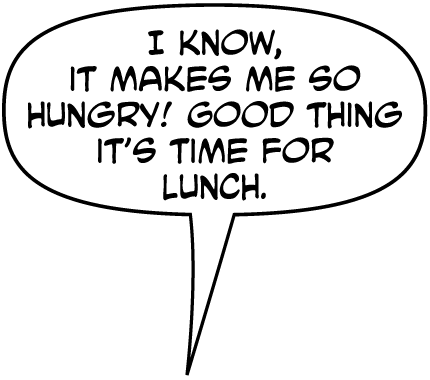 I KNOW,
IT MAKES ME SO
HUNGRY! GOOD THING
IT'S TIME FOR
LUNCH.